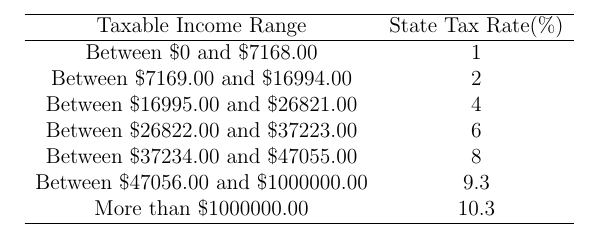 Taxable Income Range State Tax Rate(%)
Between $0 and $7168.00 1
Between $7169.00 and $16994.00 2
Between $16995.00 and $26821.00 4
Between $26822.00 and $37223.00 6
Between $37234.00 and $47055.00 8
Between $47056.00 and $1000000.00 9.3
More than $1000000.00 10.3